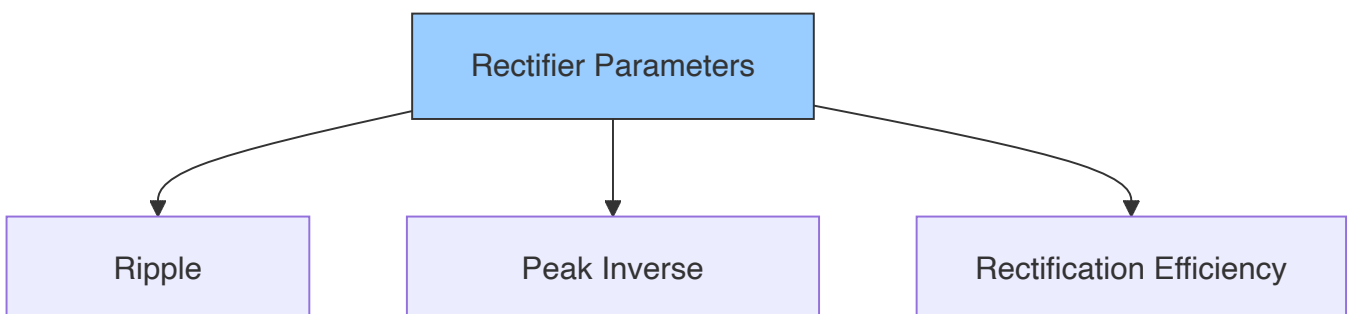 Rectifier Parameters
Ripple
Peak Inverse
Rectification Efficiency